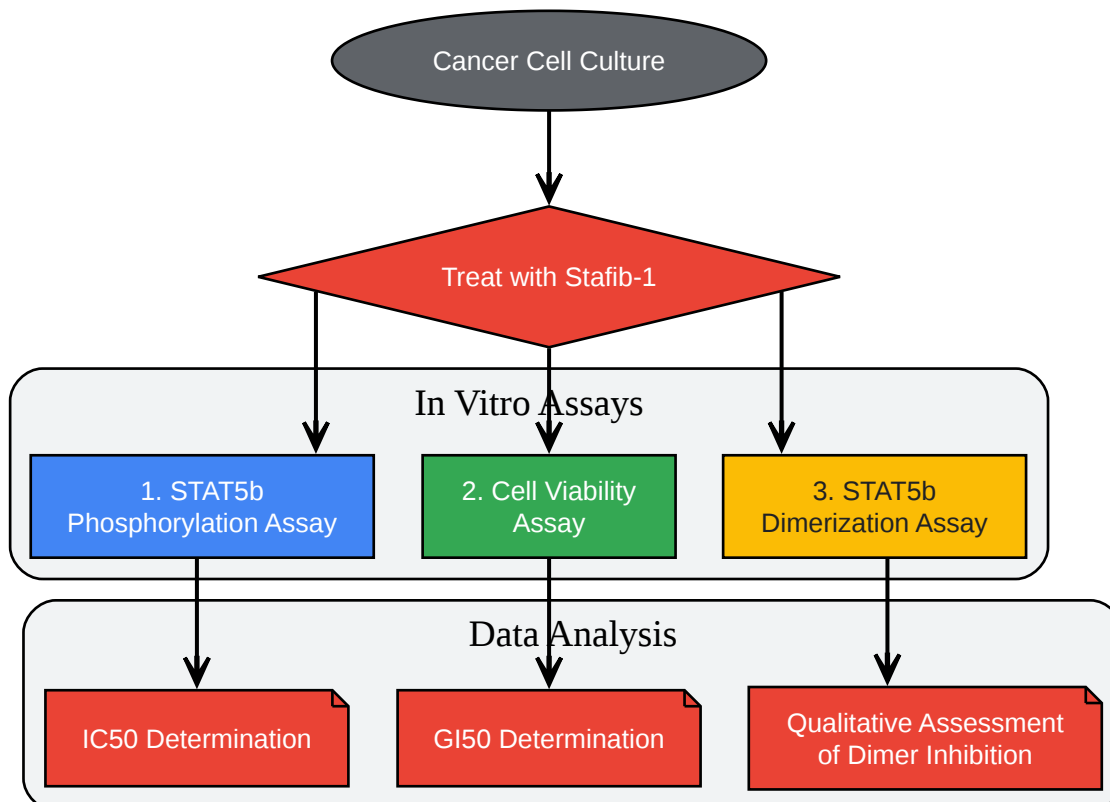 Cancer Cell Culture
Treat with Stafib-1
In Vitro Assays
1. STAT5b
Phosphorylation Assay
2. Cell Viability
Assay
3. STAT5b
Dimerization Assay
Data Analysis
IC50 Determination
GI50 Determination
Qualitative Assessment
of Dimer Inhibition